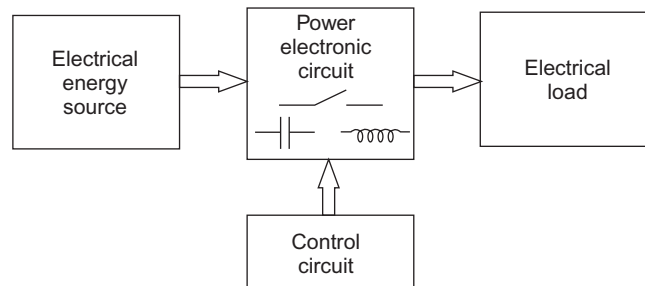 Electrical
energy
source
Power
electronic
circuit
Electrical
load
Control
circuit